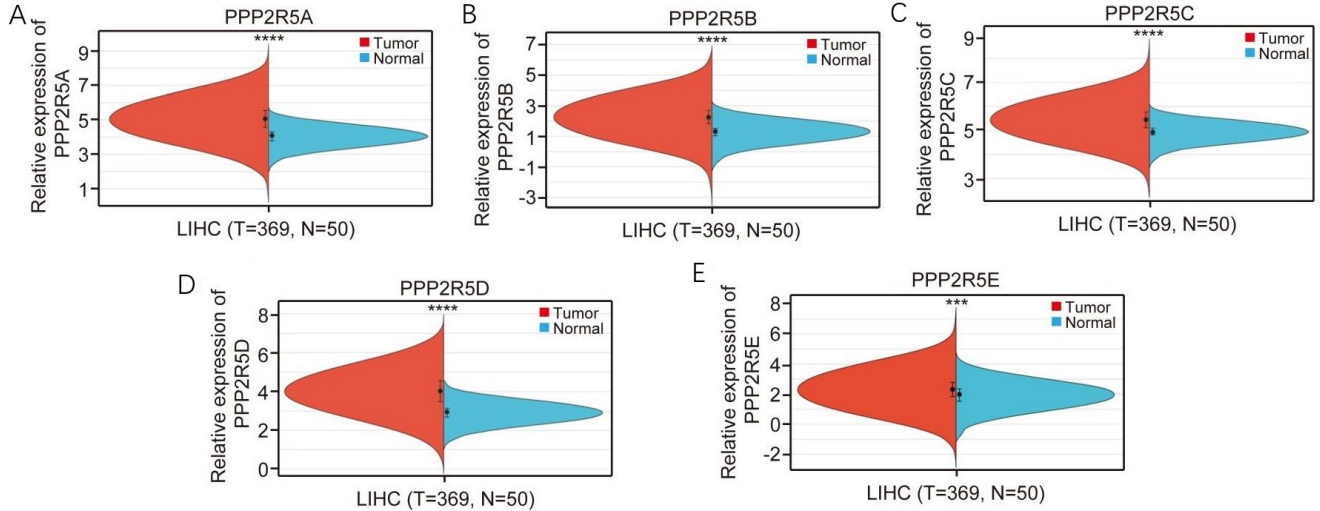 A
PPP2R5A
****
Tumor
Normal
Relative expression of
PPP2R5A
9
7
5
3
1
LIHC (T=369, N=50)
B
PPP2R5B
****
Tumor
Normal
Relative expression of
PPP2R5B
7
5
3
1
-1
-3
LIHC (T=369, N=50)
C
PPP2R5C
****
Tumor
Normal
Relative expression of
PPP2R5C
9
7
5
3
LIHC (T=369, N=50)
D
PPP2R5D
****
Tumor
Normal
Relative expression of
PPP2R5D
8
6
4
2
0
LIHC (T=369, N=50)
E
PPP2R5E
***
Tumor
Normal
Relative expression of
PPP2R5E
8
6
4
2
0
-2
LIHC (T=369, N=50)